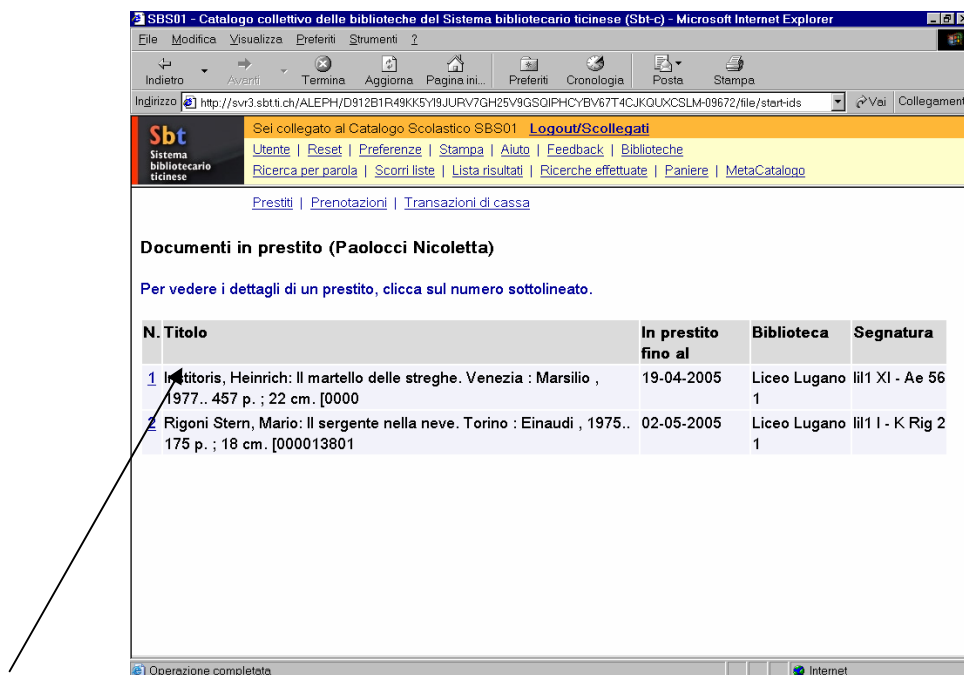 SBS01 - Catalogo collettivo delle biblioteche del Sistema bibliotecario ticinese (Sbt-c) - Microsoft Internet Explorer
File Modifica Visualizza Preferiti Strumenti ?
Indietro Avanti Termina Aggiorna Pagina ini... Preferiti Cronologia Posta Stampa
Indirizzo http://svr3.sbt.ti.ch/ALEPH/D912B1R49KK5YI9JURV7GH25V9GSQIPHCYBV67T4CJKQUXCSLM-09672/file/start-ids Vai Collegament
Sbt
Sistema
bibliotecario
ticinese
Sei collegato al Catalogo Scolastico SBS01 Logout/Scollegati
Utente | Reset | Preferenze | Stampa | Aiuto | Feedback | Biblioteche
Ricerca per parola | Scorri liste | Lista risultati | Ricerche effettuate | Paniere | MetaCatalogo
Prestiti | Prenotazioni | Transazioni di cassa
Documenti in prestito (Paolocci Nicoletta)
Per vedere i dettagli di un prestito, clicca sul numero sottolineato.
N. Titolo In prestito fino al Biblioteca Segnatura
1 Institoris, Heinrich: Il martello delle streghe. Venezia : Marsilio , 19-04-2005 Liceo Lugano lil1 XI - Ae 56
1977.. 457 p. ; 22 cm. [0000 1
2 Rigoni Stern, Mario: Il sergente nella neve. Torino : Einaudi , 1975.. 02-05-2005 Liceo Lugano lil1 I - K Rig 2
175 p. ; 18 cm. [000013801 1
Operazione completata Internet